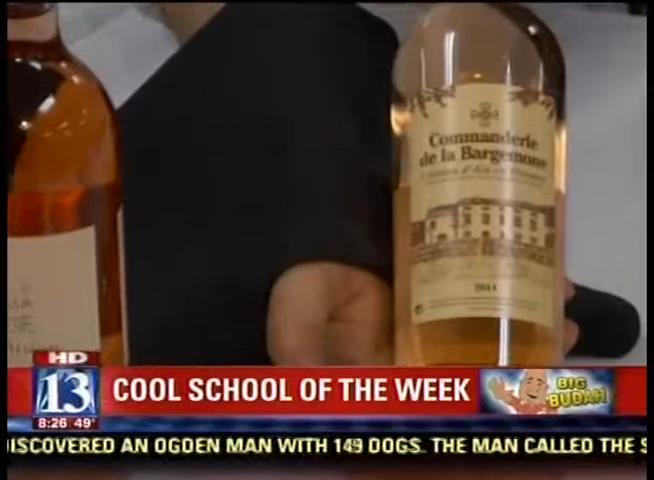 Commanderie
de la Bargemone
2014
HD
13
8:26 49°
COOL SCHOOL OF THE WEEK
BIG
BUDAH
ISCOVERED AN OGDEN MAN WITH 149 DOGS. THE MAN CALLED THE S